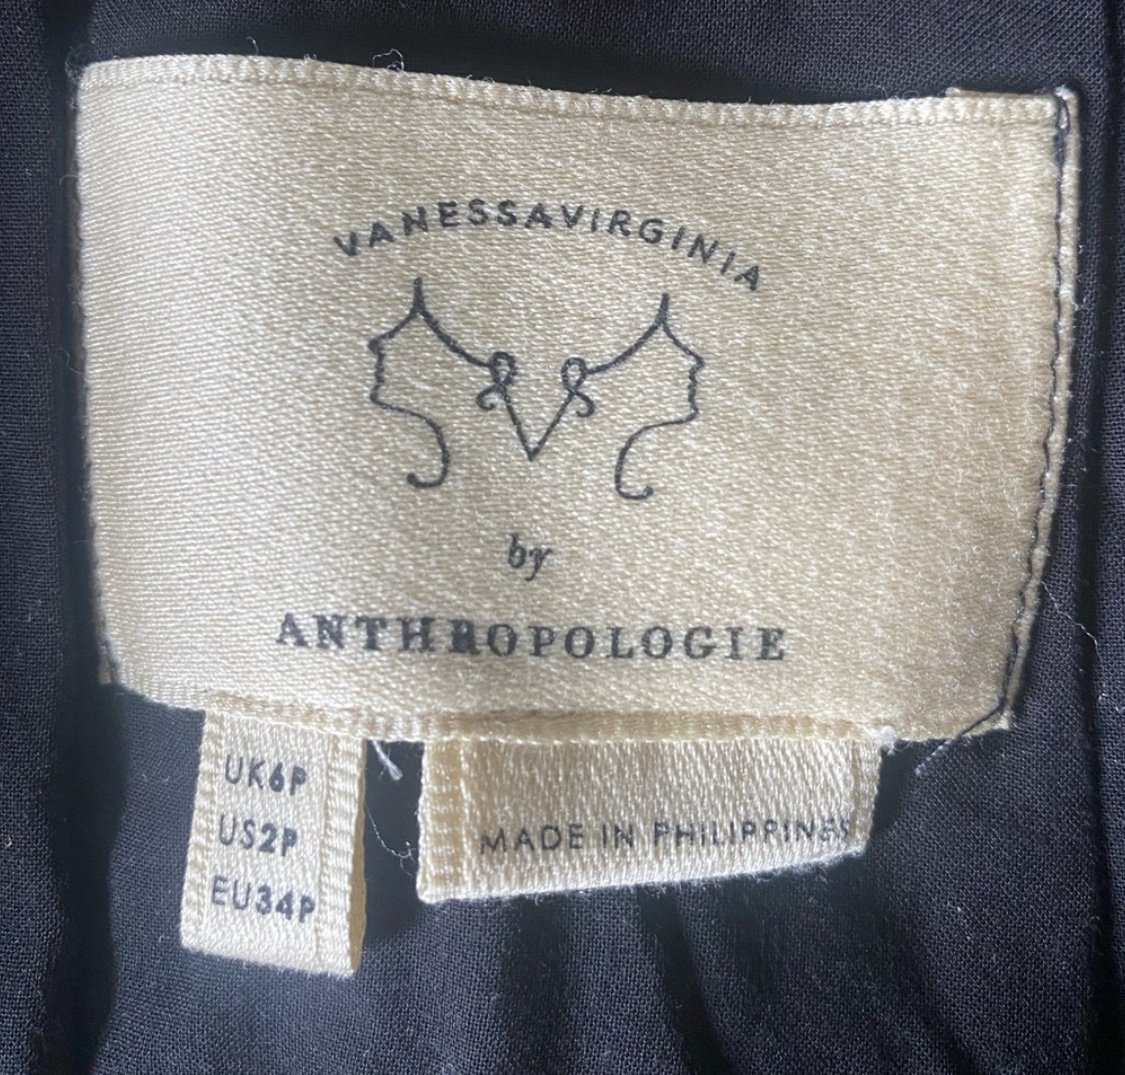 VANESSAVIRGINIA
by
ANTHROPOLOGIE
UK6P
US2P
EU34P
MADE IN PHILIPPINES